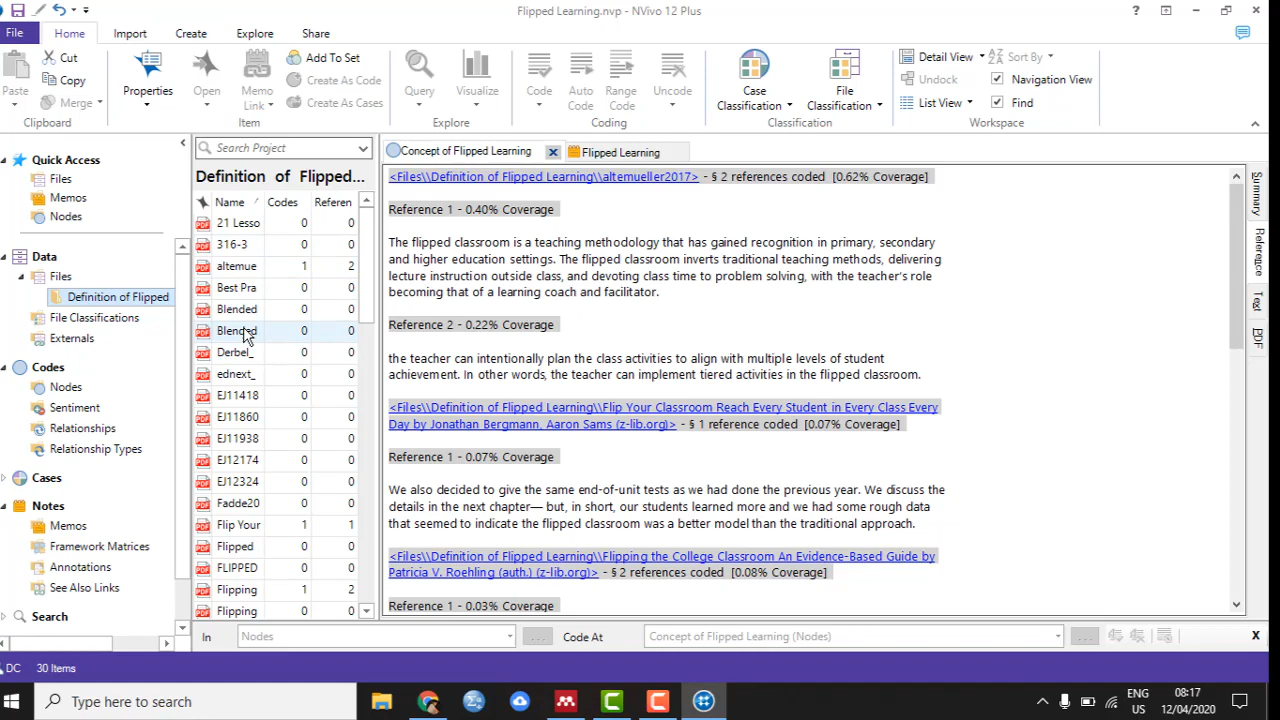 Flipped Learning.nvp - NVivo 12 Plus
File Home Import Create Explore Share
Paste Cut Copy Merge Clipboard
Properties Open Memo Link Add To Set Create As Code Create As Cases Item
Query Visualize Explore
Code Auto Code Range Code Uncode Coding
Case Classification File Classification Classification
Detail View Sort By Undock Navigation View List View Find Workspace
Quick Access
Files
Memos
Nodes
Data
Files
Definition of Flipped
File Classifications
Externals
Codes
Nodes
Sentiment
Relationships
Relationship Types
Cases
Notes
Memos
Framework Matrices
Annotations
See Also Links
Search
Search Project
Definition of Flipped...
Name Codes Referen
21 Lesso 0 0
316-3 0 0
altemue 1 2
Best Pra 0 0
Blended 0 0
Blended 0 0
Derbel_ 0 0
ednext_ 0 0
EJ11418 0 0
EJ11860 0 0
EJ11938 0 0
EJ12174 0 0
EJ12324 0 0
Fadde20 0 0
Flip Your 1 1
Flipped 0 0
FLIPPED 0 0
Flipping 1 2
Flipping 0 0
Concept of Flipped Learning Flipped Learning
<Files\\Definition of Flipped Learning\\altemueller2017> - § 2 references coded [0.62% Coverage]
Reference 1 - 0.40% Coverage
The flipped classroom is a teaching methodology that has gained recognition in primary, secondary
and higher education settings. The flipped classroom inverts traditional teaching methods, delivering
lecture instruction outside class, and devoting class time to problem solving, with the teacher's role
becoming that of a learning coach and facilitator.
Reference 2 - 0.22% Coverage
the teacher can intentionally plan the class activities to align with multiple levels of student
achievement. In other words, the teacher can implement tiered activities in the flipped classroom.
<Files\\Definition of Flipped Learning\\Flip Your Classroom Reach Every Student in Every Class Every
Day by Jonathan Bergmann, Aaron Sams (z-lib.org)> - § 1 reference coded [0.07% Coverage]
Reference 1 - 0.07% Coverage
We also decided to give the same end-of-unit tests as we had done the previous year. We discuss the
details in the next chapter— but, in short, our students learned more and we had some rough data
that seemed to indicate the flipped classroom was a better model than the traditional approach.
<Files\\Definition of Flipped Learning\\Flipping the College Classroom An Evidence-Based Guide by
Patricia V. Roehling (auth.) (z-lib.org)> - § 2 references coded [0.08% Coverage]
Reference 1 - 0.03% Coverage
Summary
Reference
Text
PDF
In Nodes ... Code At Concept of Flipped Learning (Nodes) ... X
DC 30 Items
Type here to search
ENG US
08:17
12/04/2020